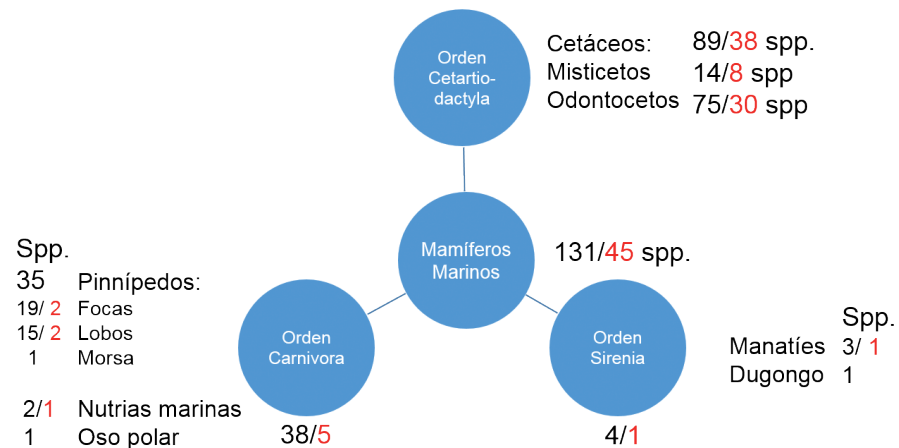 Orden
Cetartio-
dactyla
Cetáceos: 89/38 spp.
Misticetos 14/8 spp
Odontocetos 75/30 spp
Mamíferos
Marinos
131/45 spp.
Spp.
35 Pinnípedos:
19/ 2 Focas
15/ 2 Lobos
1 Morsa
2/1 Nutrias marinas
1 Oso polar
Orden
Carnivora
38/5
Orden
Sirenia
4/1
Spp.
Manatíes 3/ 1
Dugongo 1